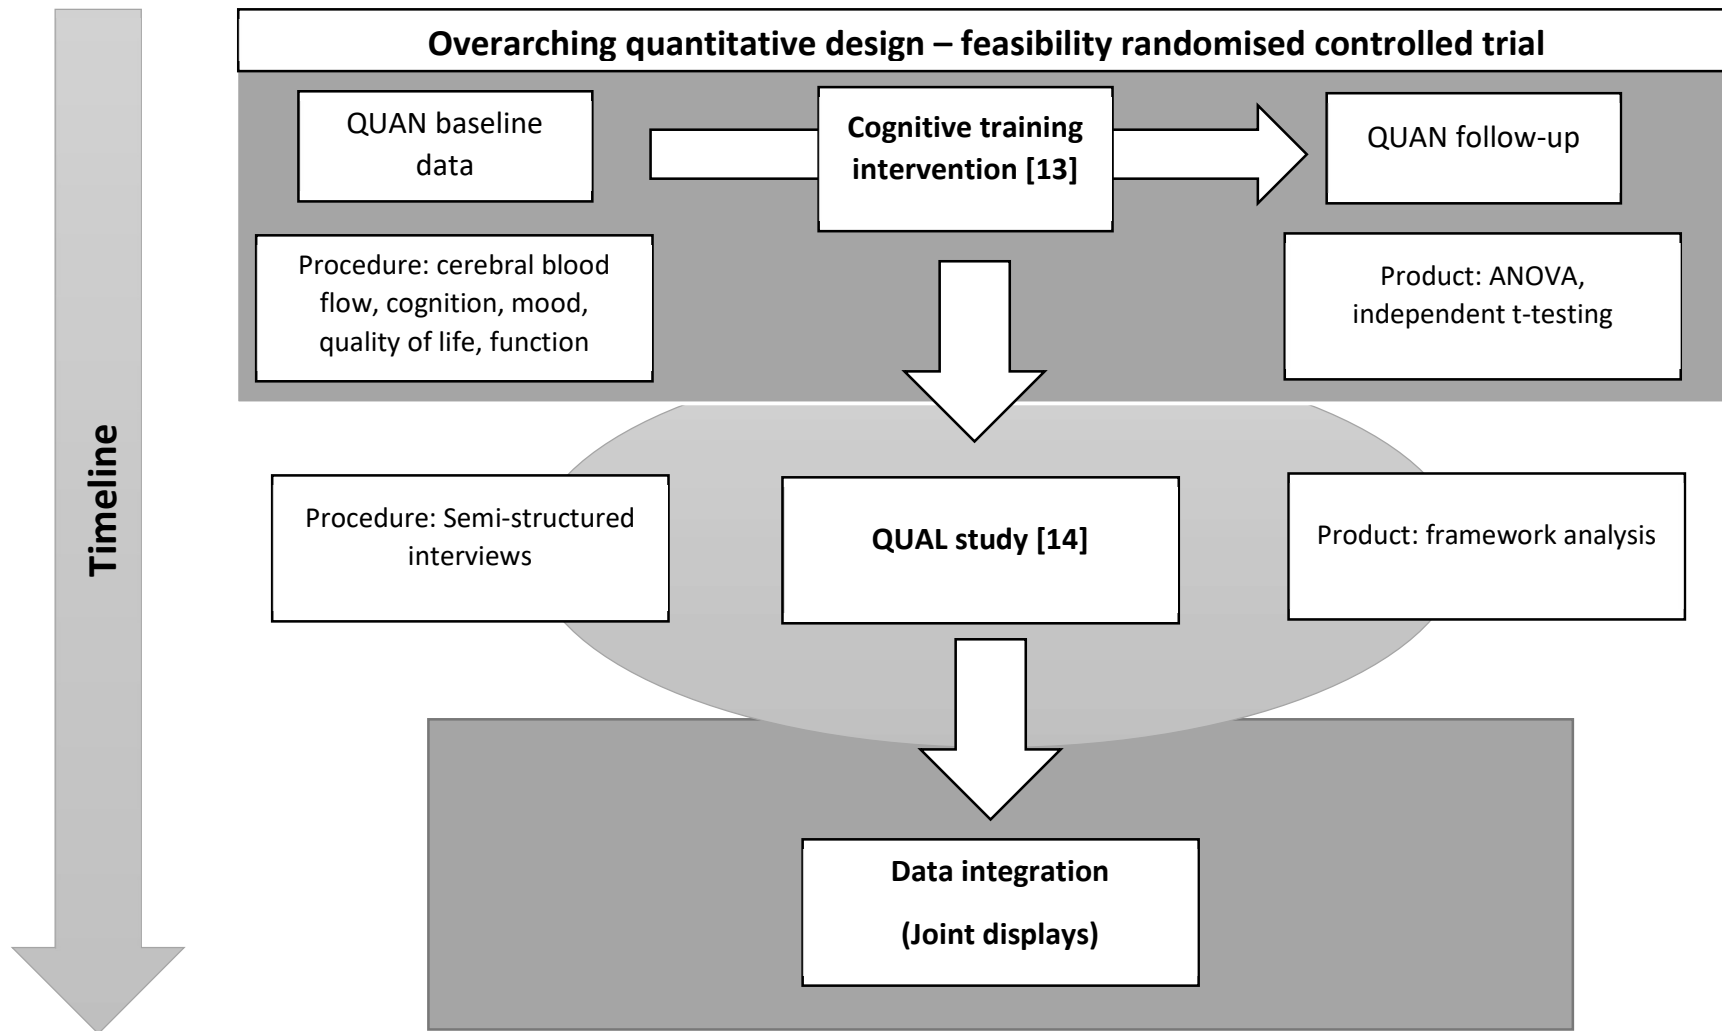 Overarching quantitative design – feasibility randomised controlled trial
QUAN baseline
data
Cognitive training
intervention [13]
QUAN follow-up
Procedure: cerebral blood
flow, cognition, mood,
quality of life, function
Product: ANOVA,
independent t-testing
Timeline
Procedure: Semi-structured
interviews
QUAL study [14]
Product: framework analysis
Data integration
(Joint displays)